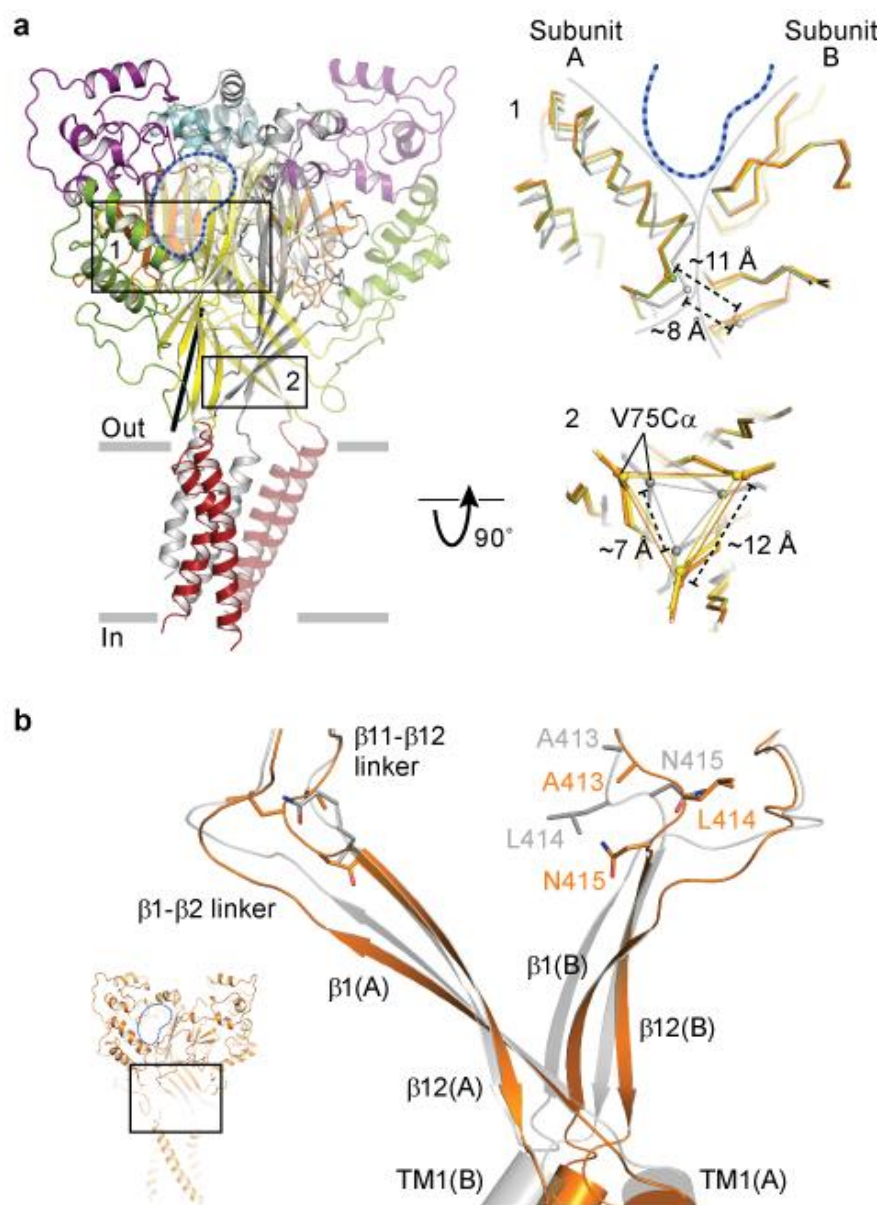 a
Subunit
A
Subunit
B
1
~11 Å
~8 Å
1
2
Out
In
90°
2
V75Cα
~7 Å
~12 Å
b
β11-β12
linker
β1-β2 linker
β1(A)
β12(A)
TM1(B)
A413
A413
N415
L414
L414
N415
β1(B)
β12(B)
TM1(A)